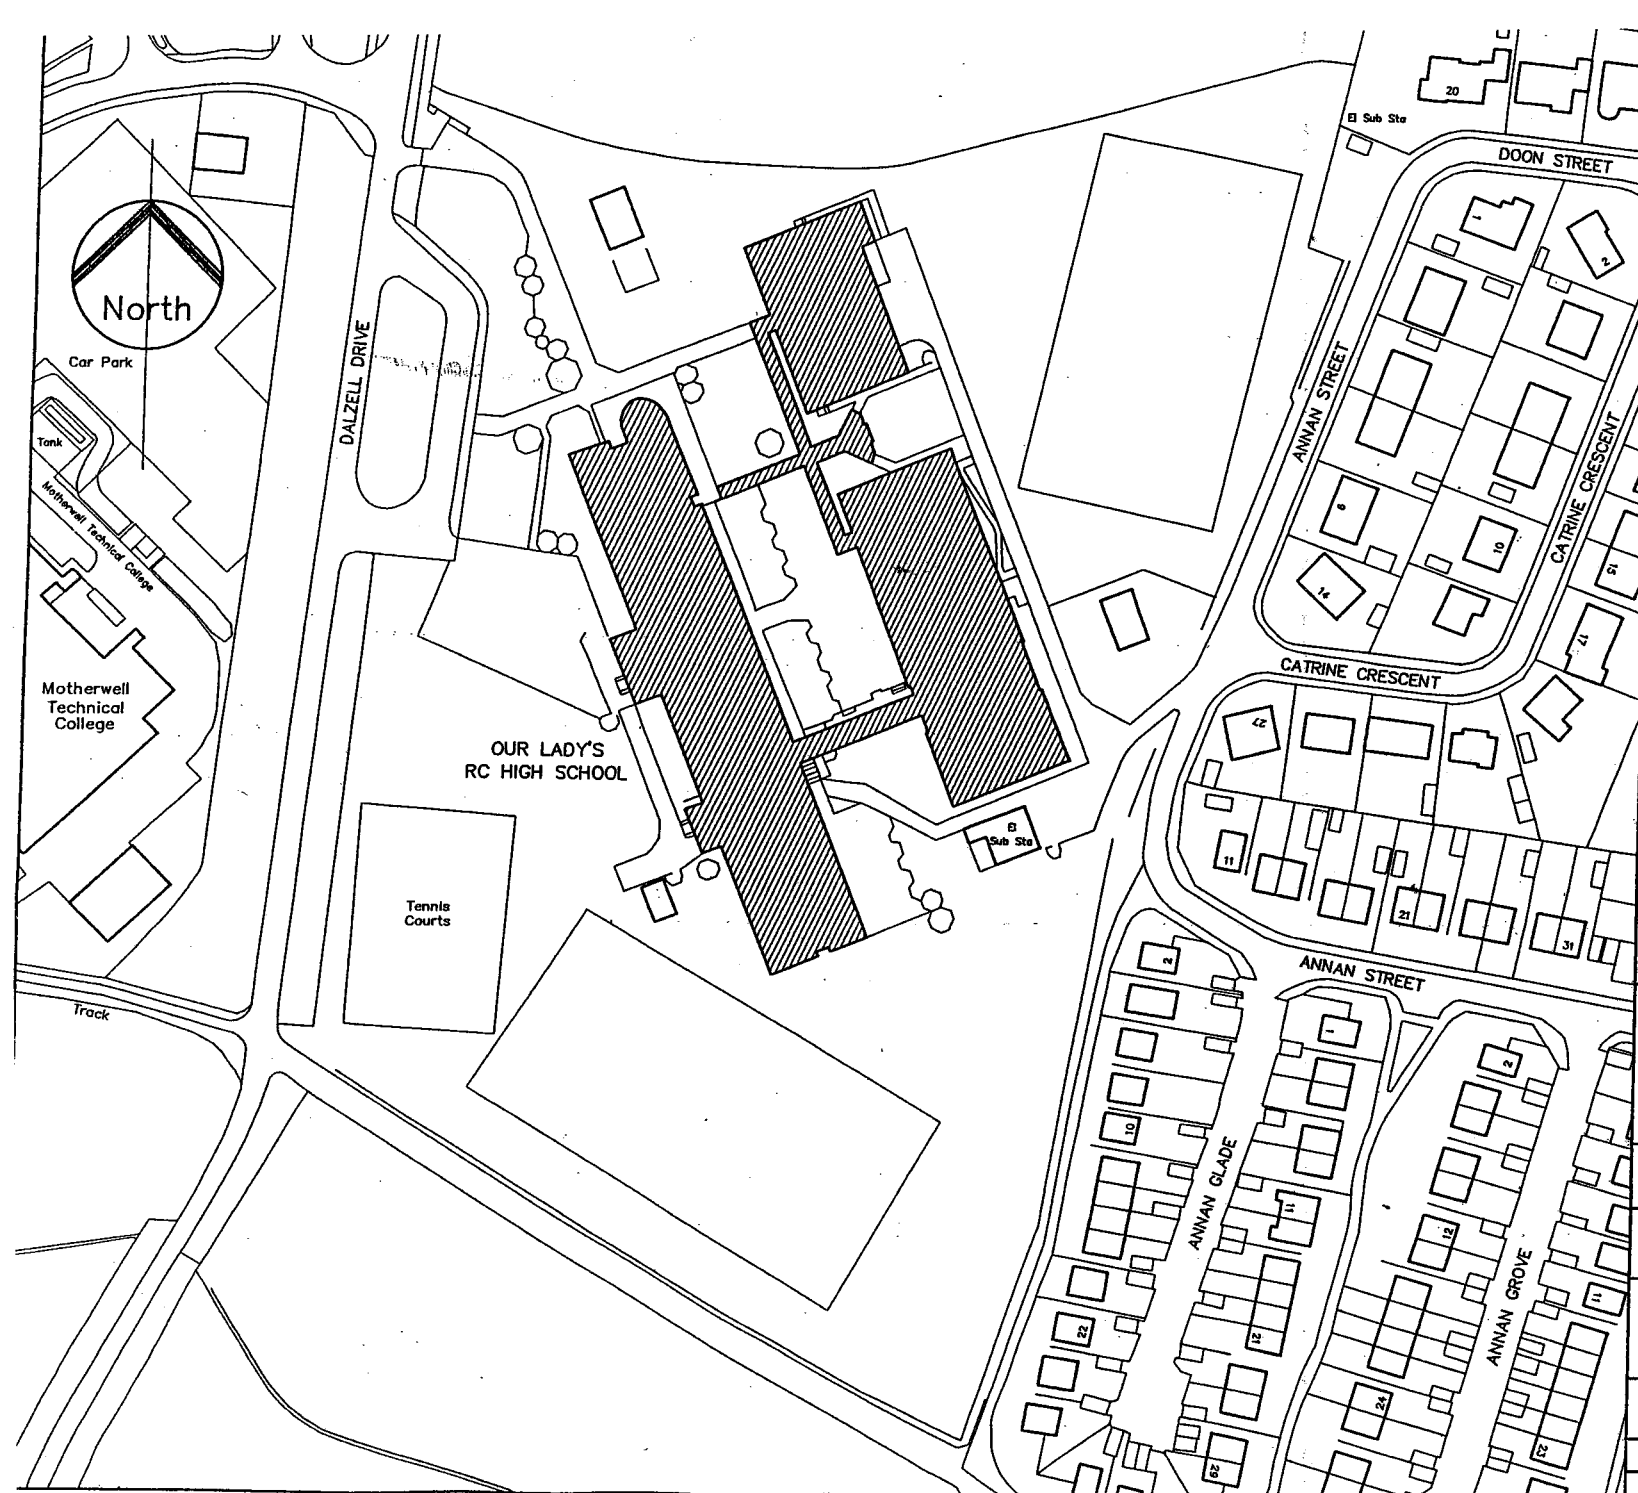 20
El Sub Sta
DOON STREET
1
2
North
Car Park
DALZELL DRIVE
ANNAN STREET
CATRINE CRESCENT
Tank
Motherwell Technical College
8
10
14
15
17
CATRINE CRESCENT
Motherwell
Technical
College
27
OUR LADY'S
RC HIGH SCHOOL
El
Sub Sta
11
Tennis
Courts
21
31
2
ANNAN STREET
Track
1
2
10
ANNAN GLADE
11
12
ANNAN GROVE
11
22
21
24
23
29